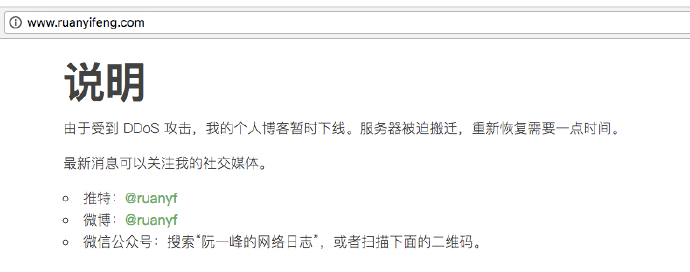 www.ruanyifeng.com
说明
由于受到 DDoS 攻击，我的个人博客暂时下线。服务器被迫搬迁，重新恢复需要一点时间。
最新消息可以关注我的社交媒体。
推特：@ruanyf
微博：@ruanyf
微信公众号：搜索“阮一峰的网络日志”，或者扫描下面的二维码。